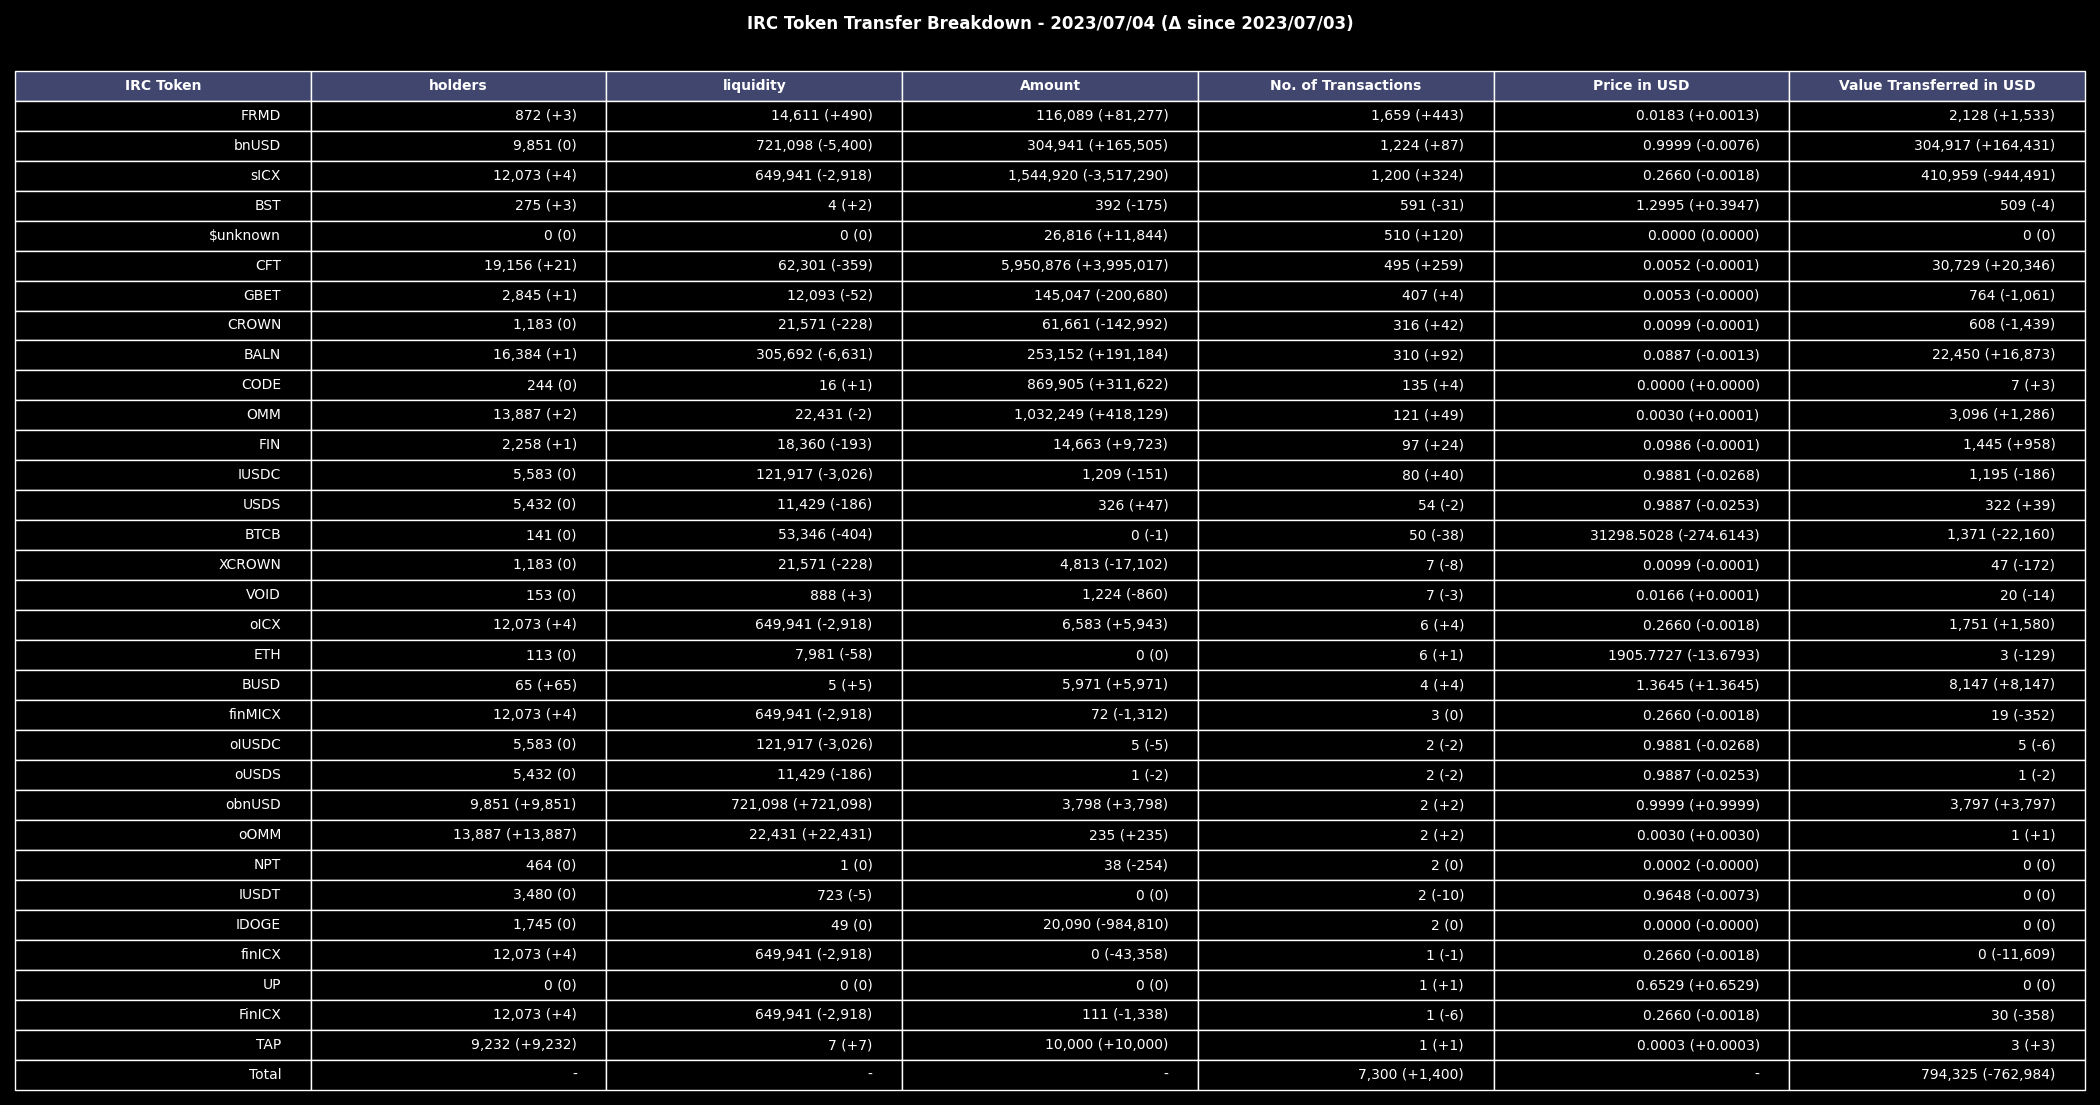 IRC Token Transfer Breakdown - 2023/07/04 (Δ since 2023/07/03)
IRC Token holders liquidity Amount No. of Transactions Price in USD Value Transferred in USD
FRMD 872 (+3) 14,611 (+490) 116,089 (+81,277) 1,659 (+443) 0.0183 (+0.0013) 2,128 (+1,533)
bnUSD 9,851 (0) 721,098 (-5,400) 304,941 (+165,505) 1,224 (+87) 0.9999 (-0.0076) 304,917 (+164,431)
sICX 12,073 (+4) 649,941 (-2,918) 1,544,920 (-3,517,290) 1,200 (+324) 0.2660 (-0.0018) 410,959 (-944,491)
BST 275 (+3) 4 (+2) 392 (-175) 591 (-31) 1.2995 (+0.3947) 509 (-4)
$unknown 0 (0) 0 (0) 26,816 (+11,844) 510 (+120) 0.0000 (0.0000) 0 (0)
CFT 19,156 (+21) 62,301 (-359) 5,950,876 (+3,995,017) 495 (+259) 0.0052 (-0.0001) 30,729 (+20,346)
GBET 2,845 (+1) 12,093 (-52) 145,047 (-200,680) 407 (+4) 0.0053 (-0.0000) 764 (-1,061)
CROWN 1,183 (0) 21,571 (-228) 61,661 (-142,992) 316 (+42) 0.0099 (-0.0001) 608 (-1,439)
BALN 16,384 (+1) 305,692 (-6,631) 253,152 (+191,184) 310 (+92) 0.0887 (-0.0013) 22,450 (+16,873)
CODE 244 (0) 16 (+1) 869,905 (+311,622) 135 (+4) 0.0000 (+0.0000) 7 (+3)
OMM 13,887 (+2) 22,431 (-2) 1,032,249 (+418,129) 121 (+49) 0.0030 (+0.0001) 3,096 (+1,286)
FIN 2,258 (+1) 18,360 (-193) 14,663 (+9,723) 97 (+24) 0.0986 (-0.0001) 1,445 (+958)
IUSDC 5,583 (0) 121,917 (-3,026) 1,209 (-151) 80 (+40) 0.9881 (-0.0268) 1,195 (-186)
USDS 5,432 (0) 11,429 (-186) 326 (+47) 54 (-2) 0.9887 (-0.0253) 322 (+39)
BTCB 141 (0) 53,346 (-404) 0 (-1) 50 (-38) 31298.5028 (-274.6143) 1,371 (-22,160)
XCROWN 1,183 (0) 21,571 (-228) 4,813 (-17,102) 7 (-8) 0.0099 (-0.0001) 47 (-172)
VOID 153 (0) 888 (+3) 1,224 (-860) 7 (-3) 0.0166 (+0.0001) 20 (-14)
oICX 12,073 (+4) 649,941 (-2,918) 6,583 (+5,943) 6 (+4) 0.2660 (-0.0018) 1,751 (+1,580)
ETH 113 (0) 7,981 (-58) 0 (0) 6 (+1) 1905.7727 (-13.6793) 3 (-129)
BUSD 65 (+65) 5 (+5) 5,971 (+5,971) 4 (+4) 1.3645 (+1.3645) 8,147 (+8,147)
finMICX 12,073 (+4) 649,941 (-2,918) 72 (-1,312) 3 (0) 0.2660 (-0.0018) 19 (-352)
oIUSDC 5,583 (0) 121,917 (-3,026) 5 (-5) 2 (-2) 0.9881 (-0.0268) 5 (-6)
oUSDS 5,432 (0) 11,429 (-186) 1 (-2) 2 (-2) 0.9887 (-0.0253) 1 (-2)
obnUSD 9,851 (+9,851) 721,098 (+721,098) 3,798 (+3,798) 2 (+2) 0.9999 (+0.9999) 3,797 (+3,797)
oOMM 13,887 (+13,887) 22,431 (+22,431) 235 (+235) 2 (+2) 0.0030 (+0.0030) 1 (+1)
NPT 464 (0) 1 (0) 38 (-254) 2 (0) 0.0002 (-0.0000) 0 (0)
IUSDT 3,480 (0) 723 (-5) 0 (0) 2 (-10) 0.9648 (-0.0073) 0 (0)
IDOGE 1,745 (0) 49 (0) 20,090 (-984,810) 2 (0) 0.0000 (-0.0000) 0 (0)
finICX 12,073 (+4) 649,941 (-2,918) 0 (-43,358) 1 (-1) 0.2660 (-0.0018) 0 (-11,609)
UP 0 (0) 0 (0) 0 (0) 1 (+1) 0.6529 (+0.6529) 0 (0)
FinICX 12,073 (+4) 649,941 (-2,918) 111 (-1,338) 1 (-6) 0.2660 (-0.0018) 30 (-358)
TAP 9,232 (+9,232) 7 (+7) 10,000 (+10,000) 1 (+1) 0.0003 (+0.0003) 3 (+3)
Total - - - 7,300 (+1,400) - 794,325 (-762,984)